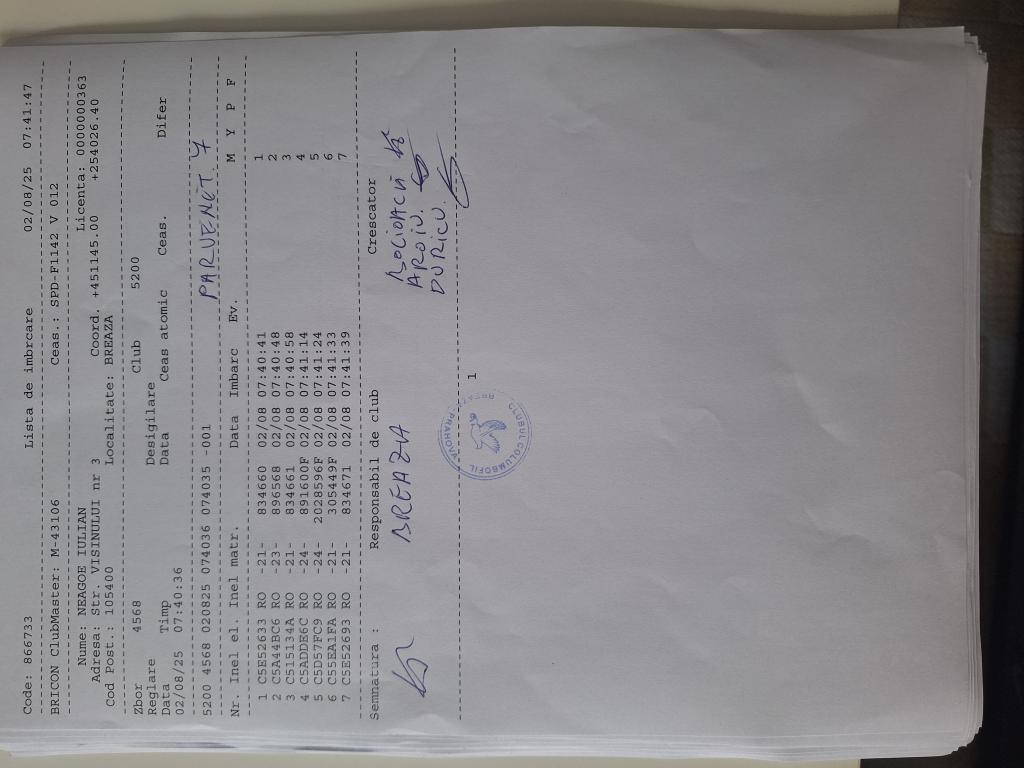 Code: 866733 Lista de imbrcare 02/08/25 07:41:47
BRICON ClubMaster: M-43106 Ceas.: SPD-F1142 V 012
Nume: NEAGOE IULIAN Licenta: 0000000363
Adresa: Str. VISINULUI nr 3 Coord. +451145.00 +254026.40
Cod Post.: 105400 Localitate: BREAZA
Zbor 4568 Club 5200
Reglare Desigilare
Data Timp Data Ceas atomic Ceas. Difer
02/08/25 07:40:36
5200 4568 020825 074036 074035 -001 PARVENCT. 7
Nr. Inel el. Inel matr. Data Imbarc Ev. M Y P F
1 C5E52633 RO -21- 834660 02/08 07:40:41 1
2 C5A44BC6 RO -23- 896568 02/08 07:40:48 2
3 C515134A RO -21- 834661 02/08 07:40:58 3
4 C5ADDE6C RO -24- 891600F 02/08 07:41:14 4
5 C5D57FC9 RO -24- 2028596F 02/08 07:41:24 5
6 C55EA1FA RO -21- 305449F 02/08 07:41:33 6
7 C5EE2693 RO -21- 834671 02/08 07:41:39 7
Semnatura : Responsabil de club Crescator
BREAZA
DURICU.
CLUBUL COLUMBOFIL BREAZA - PRAHOVA
1